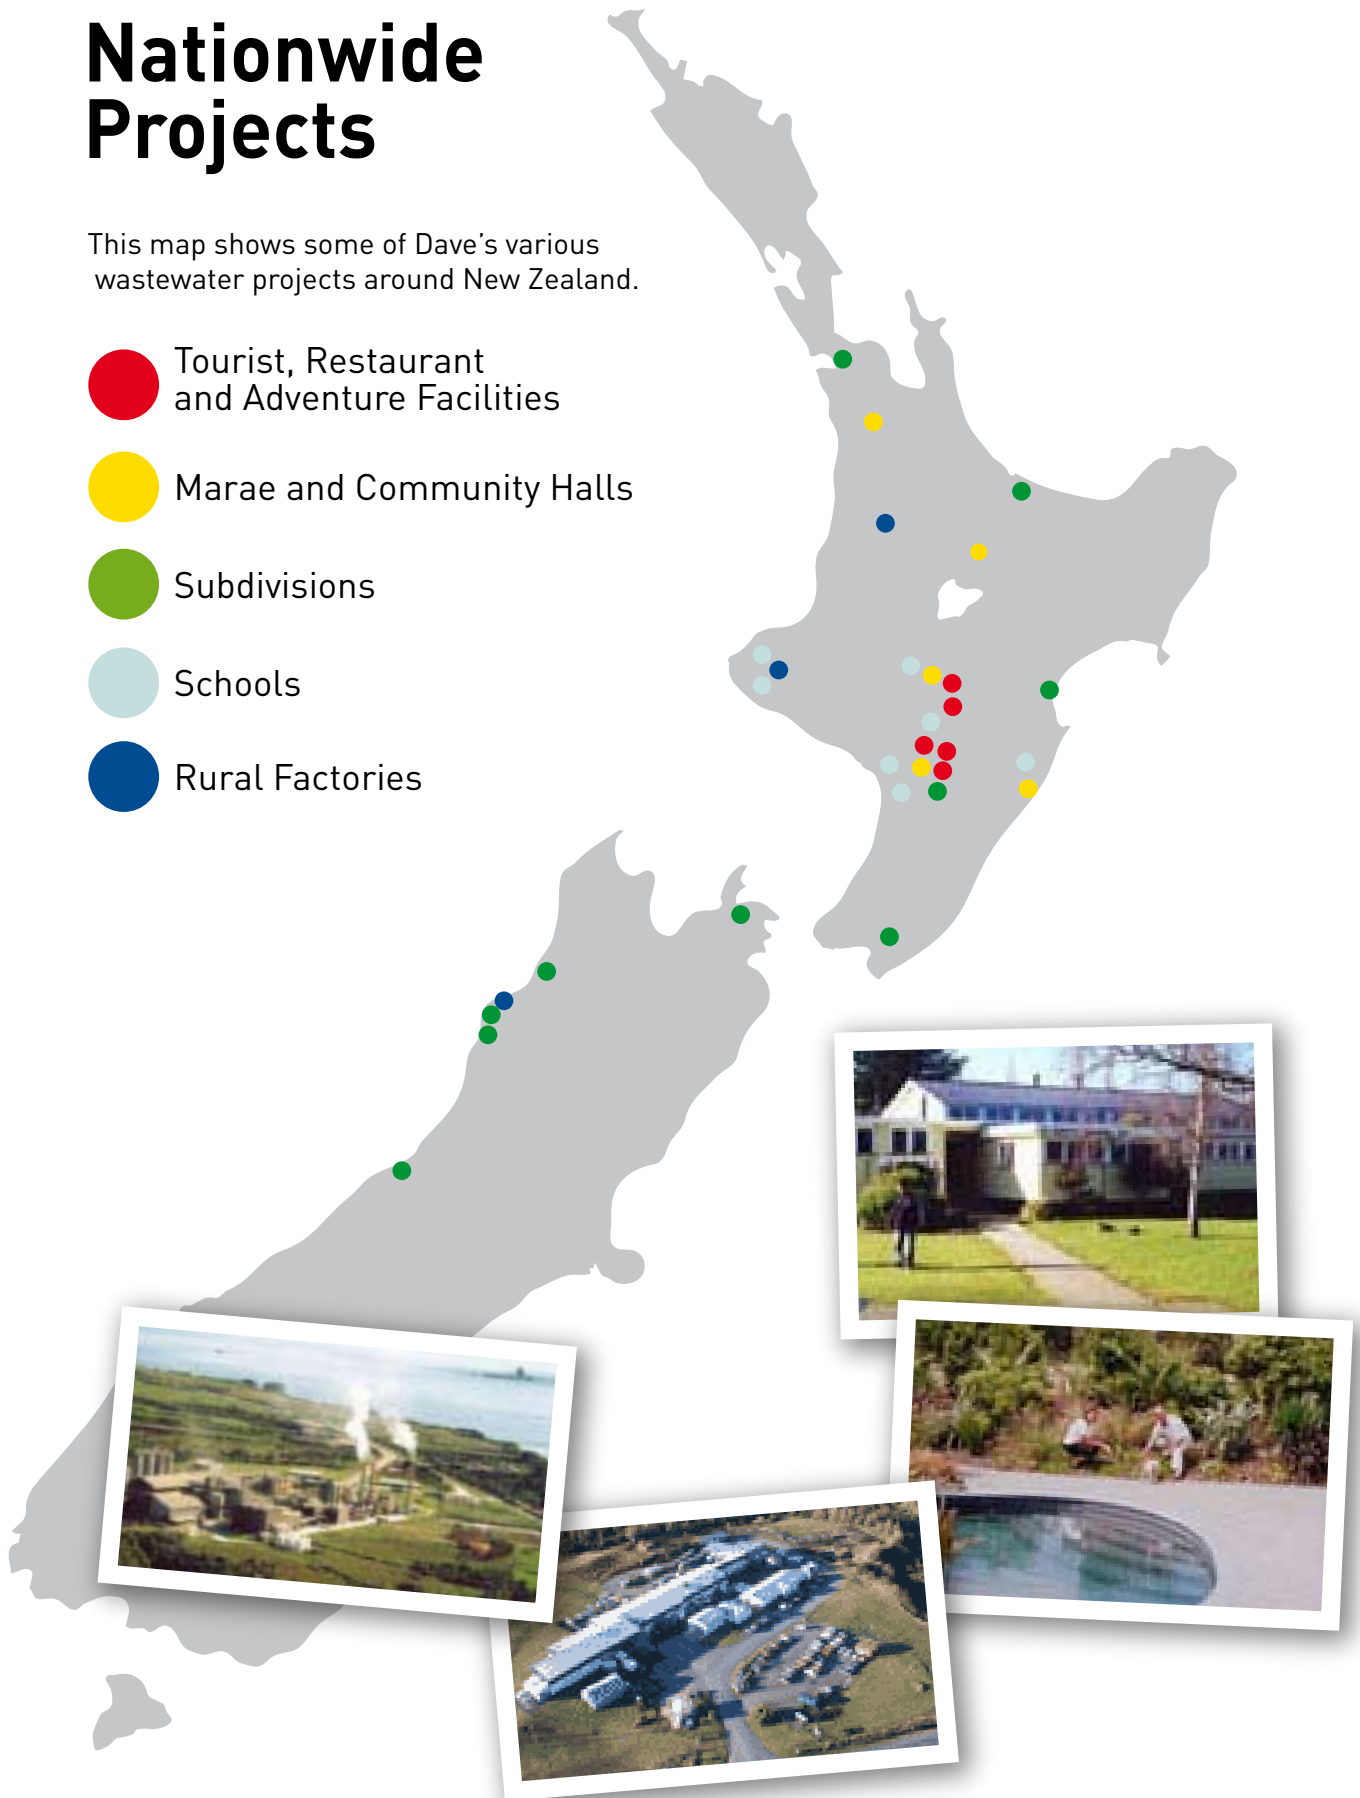 Nationwide
Projects
This map shows some of Dave’s various
wastewater projects around New Zealand.
Tourist, Restaurant
and Adventure Facilities
Marae and Community Halls
Subdivisions
Schools
Rural Factories